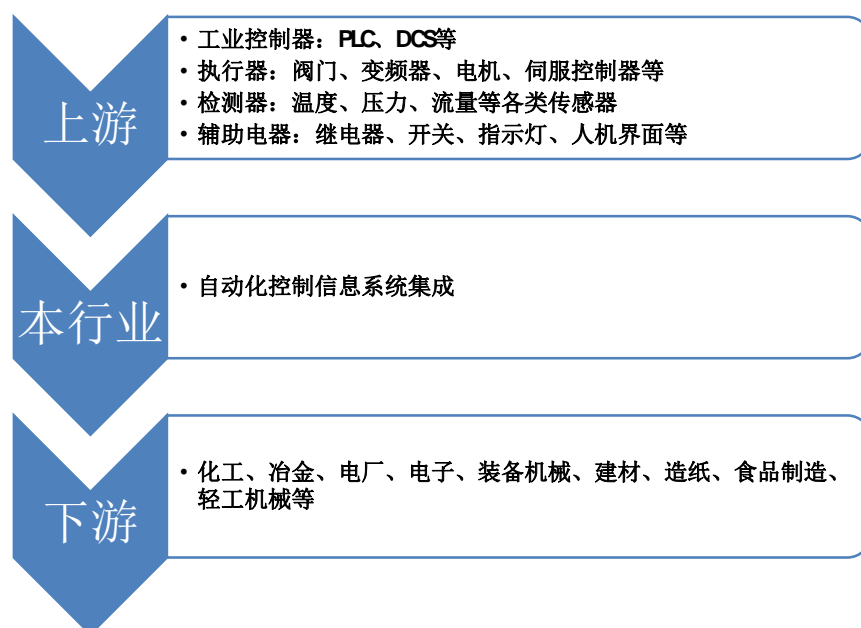 上游
• 工业控制器：PLC、DCS等
• 执行器：阀门、变频器、电机、伺服控制器等
• 检测器：温度、压力、流量等各类传感器
• 辅助电器：继电器、开关、指示灯、人机界面等
本行业
• 自动化控制信息系统集成
下游
• 化工、冶金、电厂、电子、装备机械、建材、造纸、食品制造、
轻工机械等